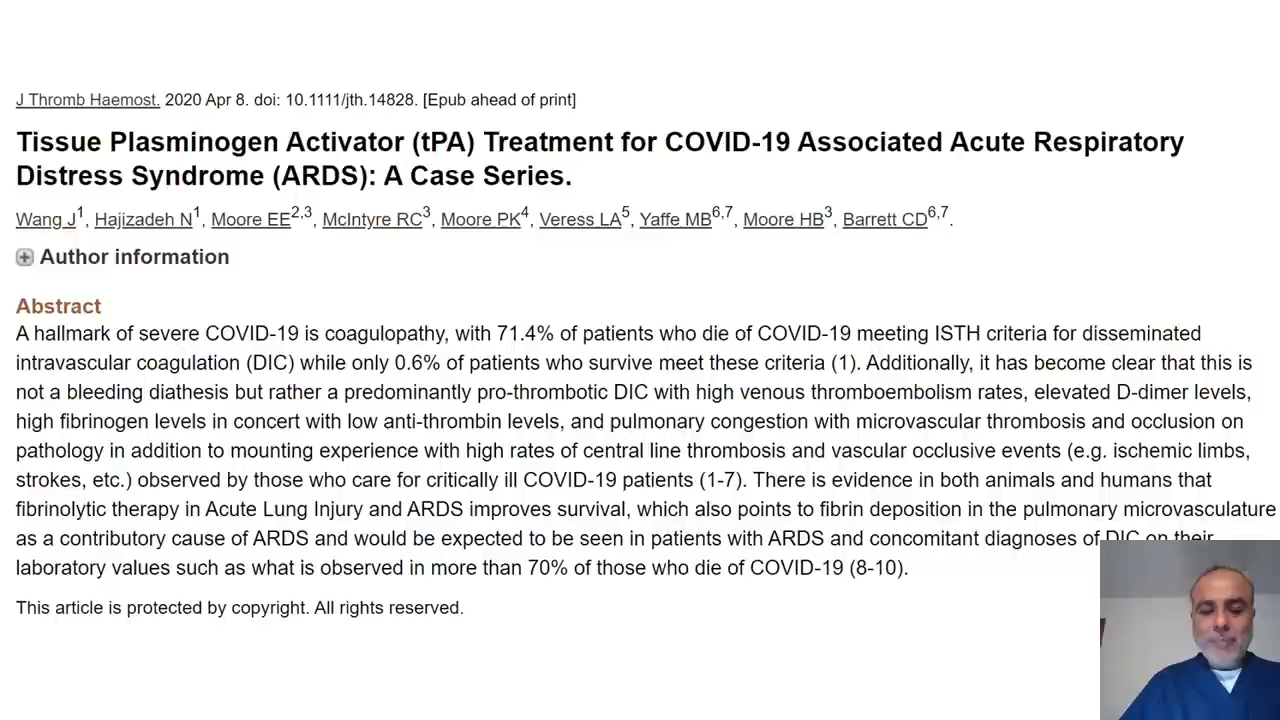 J Thromb Haemost. 2020 Apr 8. doi: 10.1111/jth.14828. [Epub ahead of print]
Tissue Plasminogen Activator (tPA) Treatment for COVID-19 Associated Acute Respiratory
Distress Syndrome (ARDS): A Case Series.
Wang J1, Hajizadeh N1, Moore EE2,3, McIntyre RC3, Moore PK4, Veress LA5, Yaffe MB6,7, Moore HB3, Barrett CD6,7.
Author information
Abstract
A hallmark of severe COVID-19 is coagulopathy, with 71.4% of patients who die of COVID-19 meeting ISTH criteria for disseminated
intravascular coagulation (DIC) while only 0.6% of patients who survive meet these criteria (1). Additionally, it has become clear that this is
not a bleeding diathesis but rather a predominantly pro-thrombotic DIC with high venous thromboembolism rates, elevated D-dimer levels,
high fibrinogen levels in concert with low anti-thrombin levels, and pulmonary congestion with microvascular thrombosis and occlusion on
pathology in addition to mounting experience with high rates of central line thrombosis and vascular occlusive events (e.g. ischemic limbs,
strokes, etc.) observed by those who care for critically ill COVID-19 patients (1-7). There is evidence in both animals and humans that
fibrinolytic therapy in Acute Lung Injury and ARDS improves survival, which also points to fibrin deposition in the pulmonary microvasculature
as a contributory cause of ARDS and would be expected to be seen in patients with ARDS and concomitant diagnoses of DIC on their
laboratory values such as what is observed in more than 70% of those who die of COVID-19 (8-10).
This article is protected by copyright. All rights reserved.